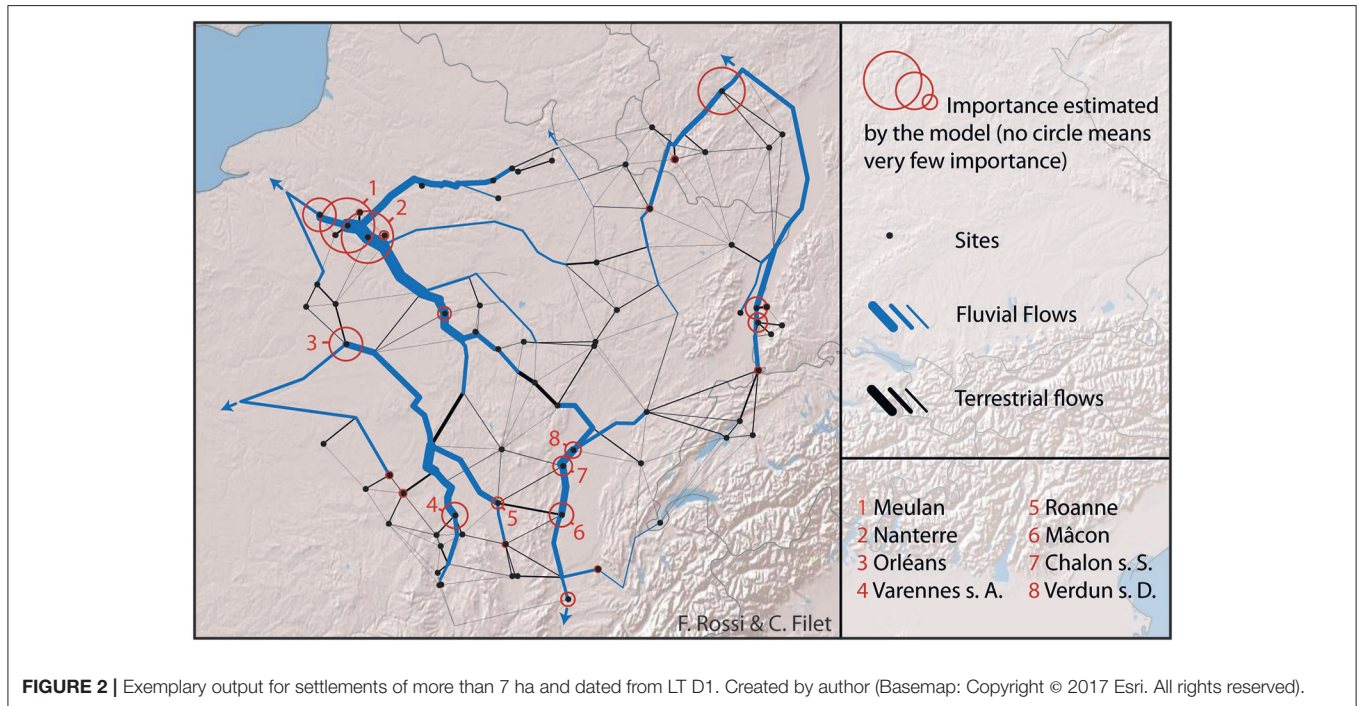 1
2
3
4
5
6
7
8
F. Rossi & C. Filet
Importance estimated
by the model (no circle means
very few importance)
Sites
Fluvial Flows
Terrestrial flows
1 Meulan
2 Nanterre
3 Orléans
4 Varennes s. A.
5 Roanne
6 Mâcon
7 Chalon s. S.
8 Verdun s. D.
FIGURE 2 | Exemplary output for settlements of more than 7 ha and dated from LT D1. Created by author (Basemap: Copyright © 2017 Esri. All rights reserved).